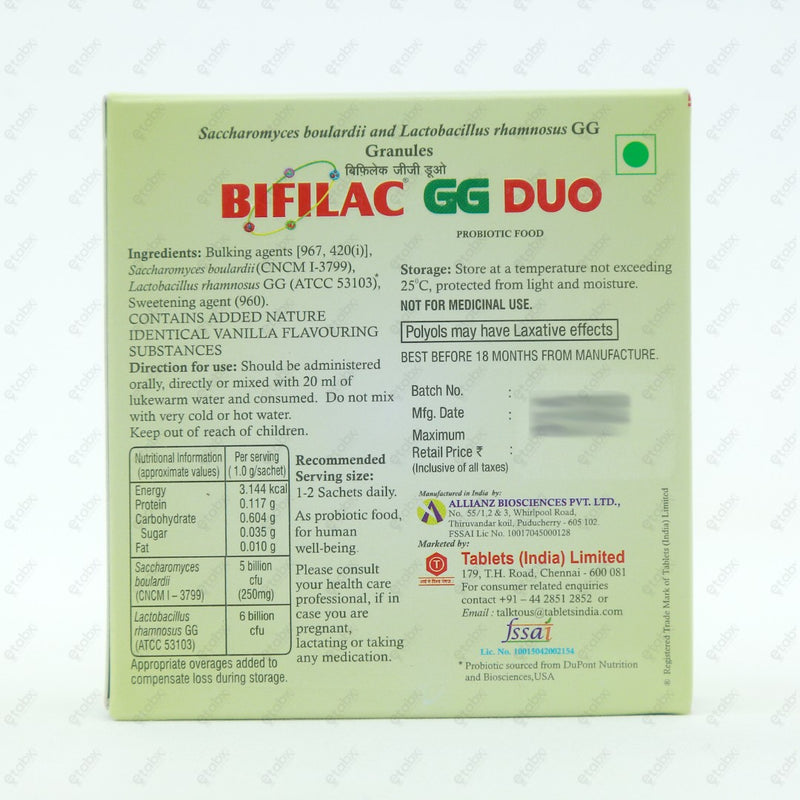 Saccharomyces boulardii and Lactobacillus rhamnosus GG
Granules
बिफिलेक जीजी डूओ
BIFILAC® GG DUO
PROBIOTIC FOOD
Ingredients: Bulking agents [967, 420(i)],
Saccharomyces boulardii (CNCM I-3799),
Lactobacillus rhamnosus GG (ATCC 53103)*,
Sweetening agent (960).
CONTAINS ADDED NATURE
IDENTICAL VANILLA FLAVOURING
SUBSTANCES
Direction for use: Should be administered
orally, directly or mixed with 20 ml of
lukewarm water and consumed. Do not mix
with very cold or hot water.
Keep out of reach of children.
Nutritional Information Per serving
(approximate values) ( 1.0 g/sachet)
Energy 3.144 kcal
Protein 0.117 g
Carbohydrate 0.604 g
Sugar 0.035 g
Fat 0.010 g
Saccharomyces 5 billion
boulardii cfu
(CNCM I – 3799) (250mg)
Lactobacillus 6 billion
rhamnosus GG cfu
(ATCC 53103)
Appropriate overages added to
compensate loss during storage.
Recommended
Serving size:
1-2 Sachets daily.
As probiotic food,
for human
well-being.
Please consult
your health care
professional, if in
case you are
pregnant,
lactating or taking
any medication.
Storage: Store at a temperature not exceeding
25°C, protected from light and moisture.
NOT FOR MEDICINAL USE.
Polyols may have Laxative effects
BEST BEFORE 18 MONTHS FROM MANUFACTURE.
Batch No. :
Mfg. Date :
Maximum
Retail Price ₹ :
(Inclusive of all taxes)
Manufactured in India by:
ALLIANZ BIOSCIENCES PVT. LTD.,
No. 55/1,2 & 3, Whirlpool Road,
Thiruvandar koil, Puducherry - 605 102.
FSSAI Lic No. 10017045000128
Marketed by:
Tablets (India) Limited
179, T.H. Road, Chennai - 600 081
For consumer related enquiries
contact +91 – 44 2851 2852 or
Email : talktous@tabletsindia.com
fssai
Lic. No. 10015042002154
* Probiotic sourced from DuPont Nutrition
and Biosciences,USA
® Registered Trade Mark of Tablets (India) Limited
etabx